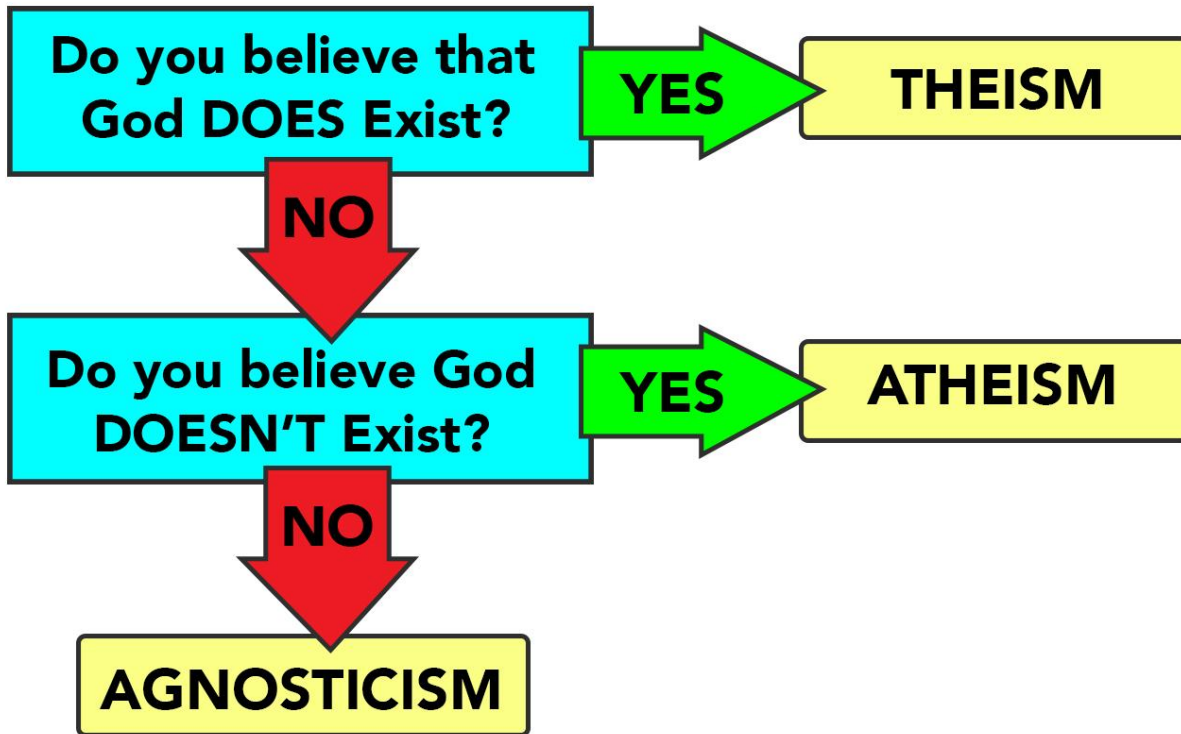 Do you believe that
God DOES Exist?
YES
THEISM
NO
Do you believe God
DOESN'T Exist?
YES
ATHEISM
NO
AGNOSTICISM